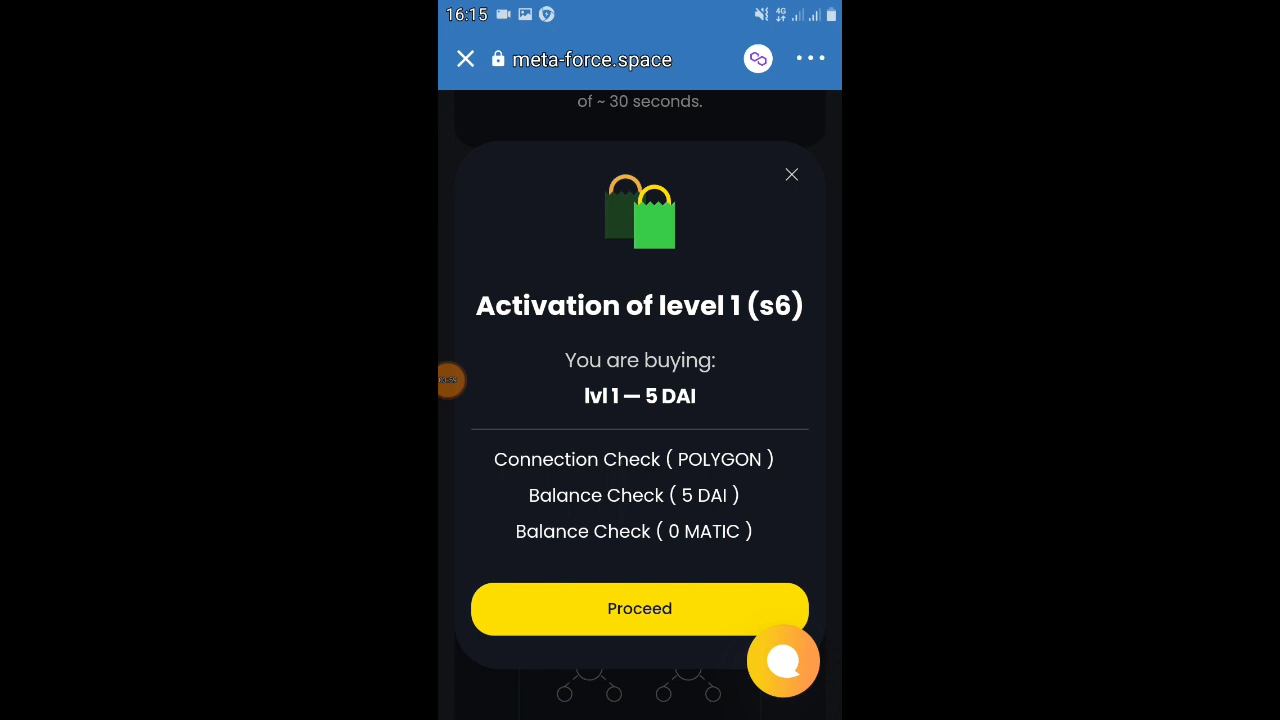 16:15
4G
meta-force.space
of ~ 30 seconds.
Activation of level 1 (s6)
You are buying:
lvl 1 — 5 DAI
Connection Check ( POLYGON )
Balance Check ( 5 DAI )
Balance Check ( 0 MATIC )
Proceed